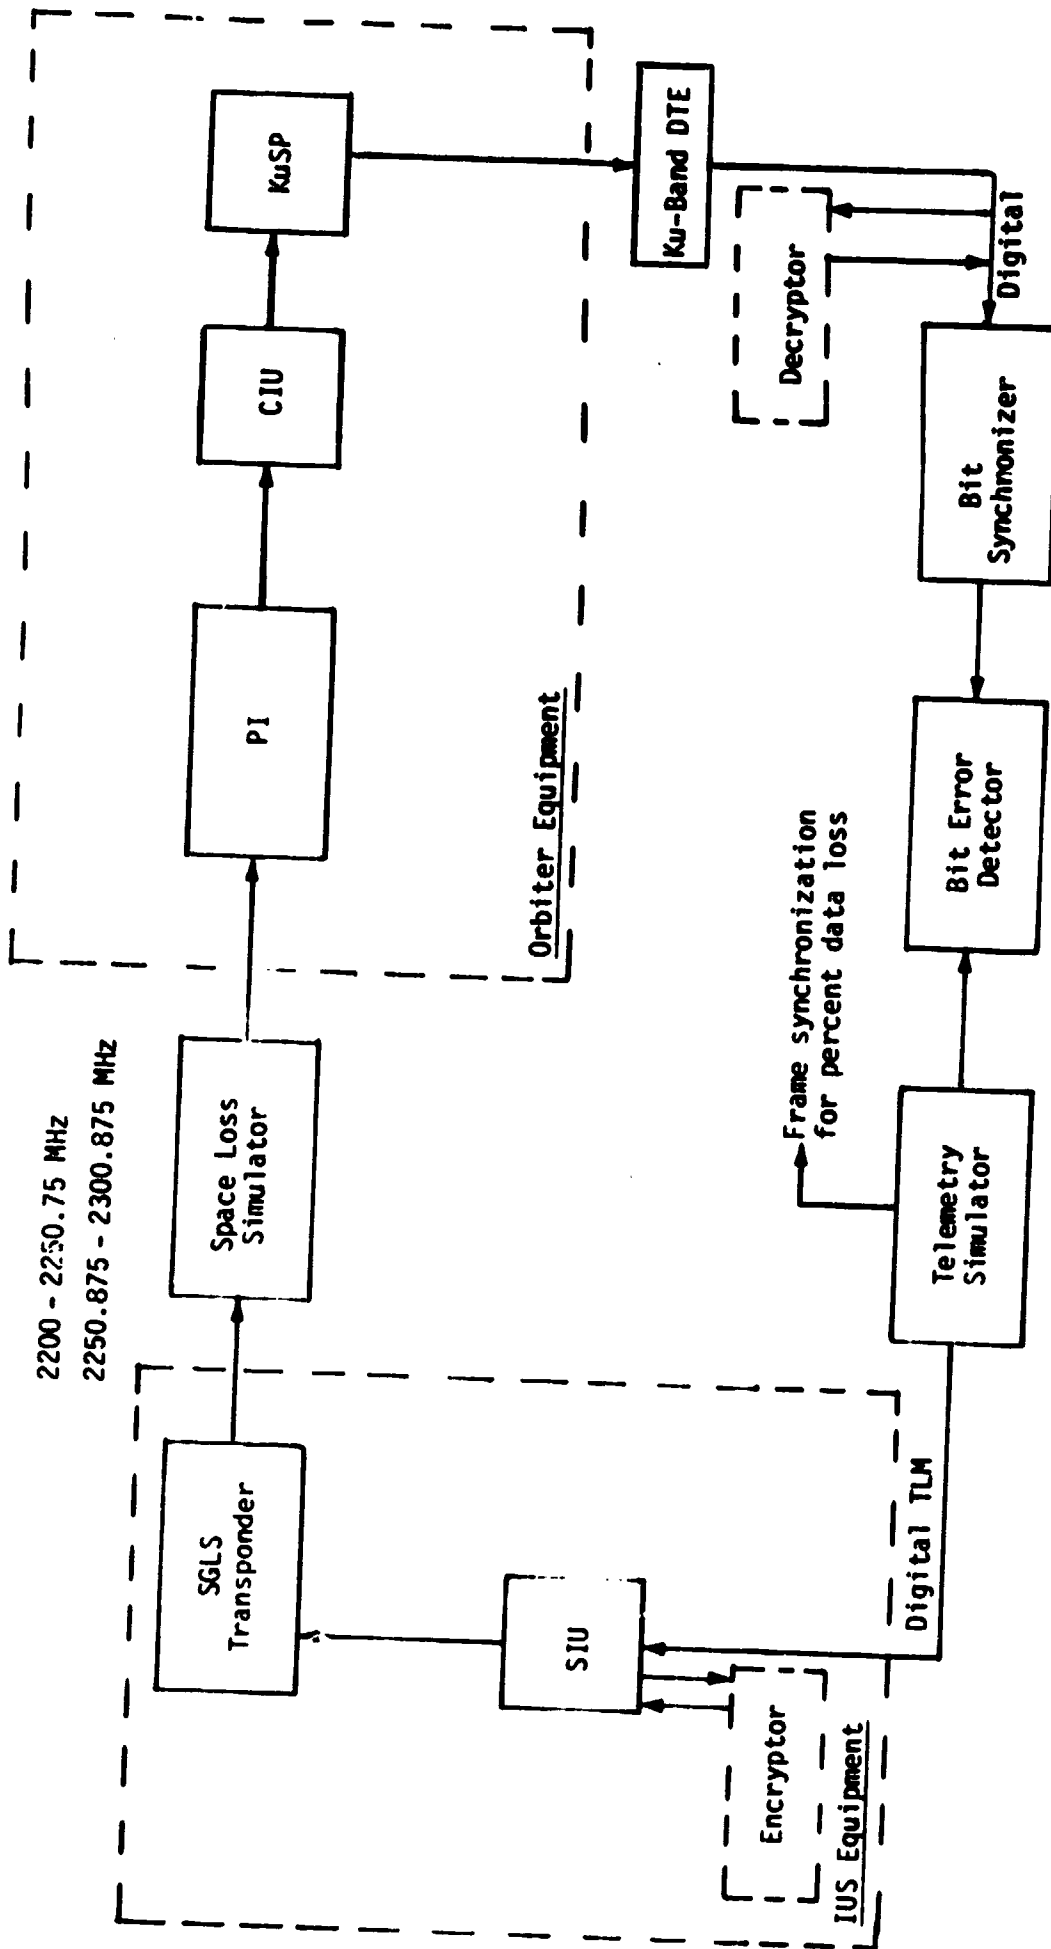 2200 - 2250.75 MHz
2250.875 - 2300.875 MHz
SGLS
Transponder
Space Loss
Simulator
PI
CIU
KuSP
Orbiter Equipment
SIU
Encryptor
IUS Equipment
Digital TLM
Ku-Band DTE
Decryptor
Digital
Frame synchronization
for percent data loss
Telemetry
Simulator
Bit Error
Detector
Bit
Synchnonizer